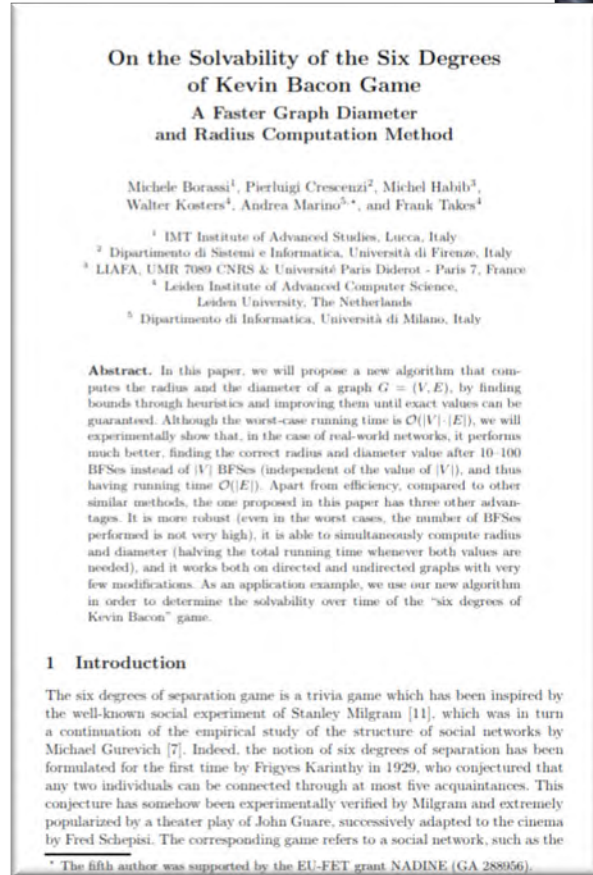 On the Solvability of the Six Degrees
of Kevin Bacon Game
A Faster Graph Diameter
and Radius Computation Method
Michele Borassi¹, Pierluigi Crescenzi², Michel Habib³,
Walter Kosters⁴, Andrea Marino⁵,*, and Frank Takes⁴
¹ IMT Institute of Advanced Studies, Lucca, Italy
² Dipartimento di Sistemi e Informatica, Università di Firenze, Italy
³ LIAFA, UMR 7089 CNRS & Université Paris Diderot - Paris 7, France
⁴ Leiden Institute of Advanced Computer Science,
Leiden University, The Netherlands
⁵ Dipartimento di Informatica, Università di Milano, Italy
Abstract. In this paper, we will propose a new algorithm that com-
putes the radius and the diameter of a graph G = (V, E), by finding
bounds through heuristics and improving them until exact values can be
guaranteed. Although the worst-case running time is O(|V|·|E|), we will
experimentally show that, in the case of real-world networks, it performs
much better, finding the correct radius and diameter value after 10–100
BFSes instead of |V| BFSes (independent of the value of |V|), and thus
having running time O(|E|). Apart from efficiency, compared to other
similar methods, the one proposed in this paper has three other advan-
tages. It is more robust (even in the worst cases, the number of BFSes
performed is not very high), it is able to simultaneously compute radius
and diameter (halving the total running time whenever both values are
needed), and it works both on directed and undirected graphs with very
few modifications. As an application example, we use our new algorithm
in order to determine the solvability over time of the "six degrees of
Kevin Bacon" game.
1 Introduction
The six degrees of separation game is a trivia game which has been inspired by
the well-known social experiment of Stanley Milgram [11], which was in turn
a continuation of the empirical study of the structure of social networks by
Michael Gurevich [7]. Indeed, the notion of six degrees of separation has been
formulated for the first time by Frigyes Karinthy in 1929, who conjectured that
any two individuals can be connected through at most five acquaintances. This
conjecture has somehow been experimentally verified by Milgram and extremely
popularized by a theater play of John Guare, successively adapted to the cinema
by Fred Schepisi. The corresponding game refers to a social network, such as the
* The fifth author was supported by the EU-FET grant NADINE (GA 288956).